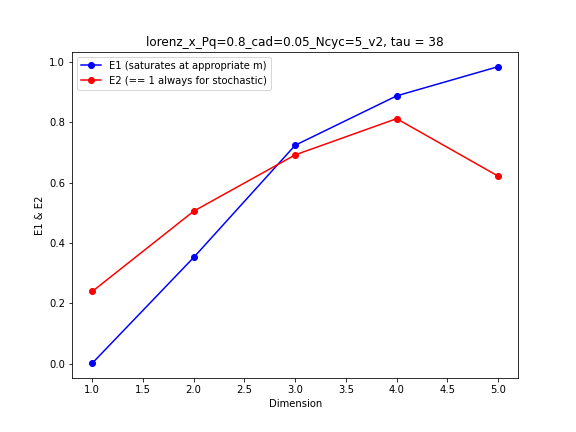 lorenz_x_Pq=0.8_cad=0.05_Ncyc=5_v2, tau = 38
E1 (saturates at appropriate m)
E2 (== 1 always for stochastic)
1.0
0.8
0.6
0.4
0.2
0.0
E1 & E2
1.0 1.5 2.0 2.5 3.0 3.5 4.0 4.5 5.0
Dimension